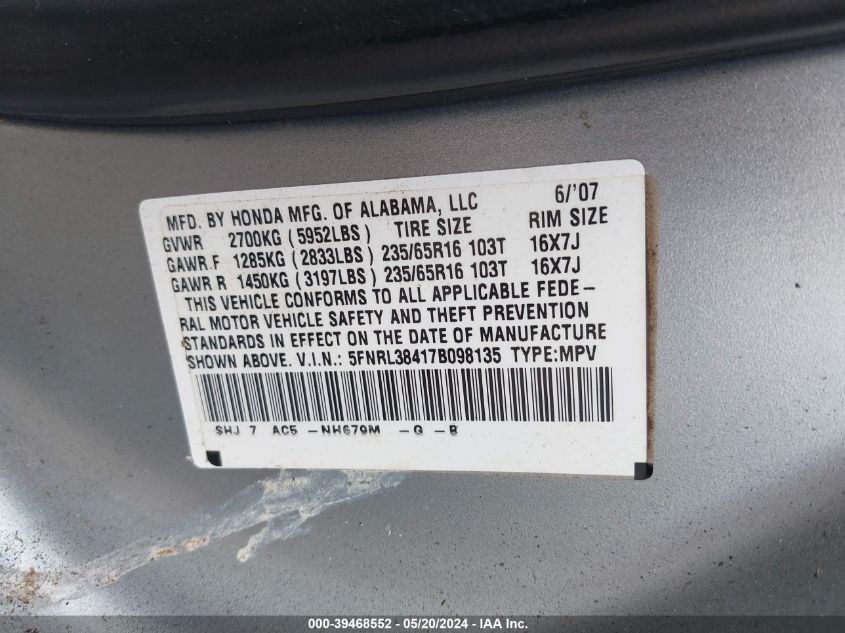 MFD. BY HONDA MFG. OF ALABAMA, LLC 6/'07
GVWR 2700KG (5952LBS) TIRE SIZE RIM SIZE
GAWR F 1285KG (2833LBS) 235/65R16 103T 16X7J
GAWR R 1450KG (3197LBS) 235/65R16 103T 16X7J
THIS VEHICLE CONFORMS TO ALL APPLICABLE FEDE-
RAL MOTOR VEHICLE SAFETY AND THEFT PREVENTION
STANDARDS IN EFFECT ON THE DATE OF MANUFACTURE
SHOWN ABOVE. V.I.N.: 5FNRL38417B098135 TYPE:MPV
SHJ 7 AC5 -NH679M -G -B
000-39468552 — 05/20/2024 — IAA Inc.